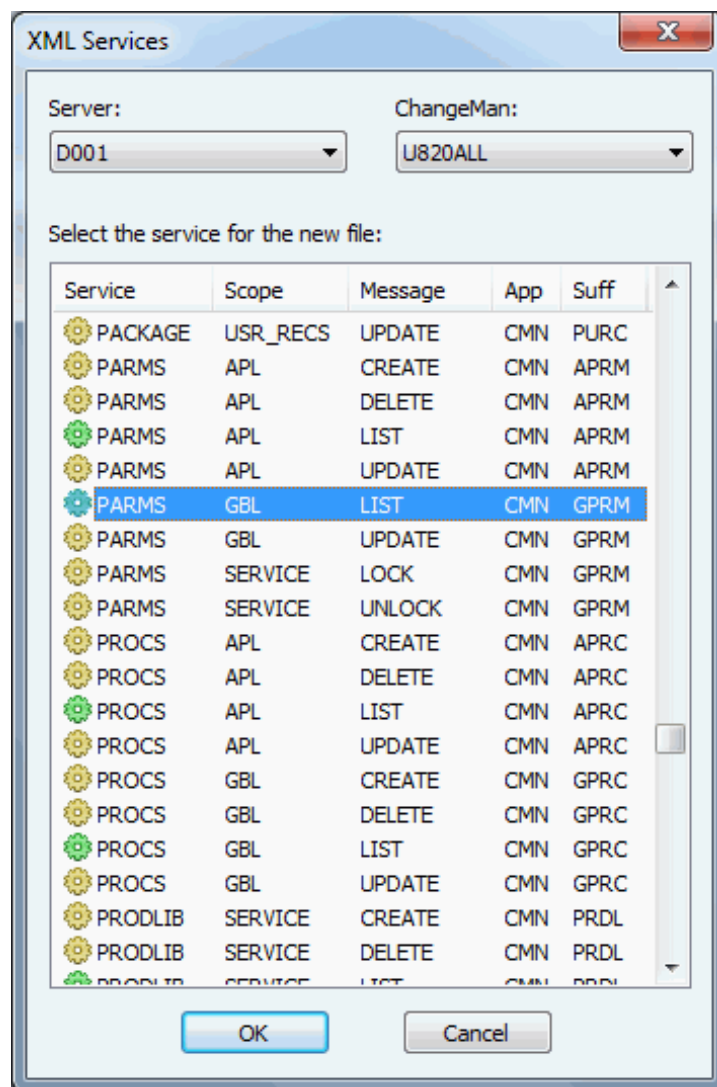 XML Services
Server: ChangeMan:
D001 U820ALL
Select the service for the new file:
Service Scope Message App Suff
PACKAGE USR_RECS UPDATE CMN PURC
PARMS APL CREATE CMN APRM
PARMS APL DELETE CMN APRM
PARMS APL LIST CMN APRM
PARMS APL UPDATE CMN APRM
PARMS GBL LIST CMN GPRM
PARMS GBL UPDATE CMN GPRM
PARMS SERVICE LOCK CMN GPRM
PARMS SERVICE UNLOCK CMN GPRM
PROCS APL CREATE CMN APRC
PROCS APL DELETE CMN APRC
PROCS APL LIST CMN APRC
PROCS APL UPDATE CMN APRC
PROCS GBL CREATE CMN GPRC
PROCS GBL DELETE CMN GPRC
PROCS GBL LIST CMN GPRC
PROCS GBL UPDATE CMN GPRC
PRODLIB SERVICE CREATE CMN PRDL
PRODLIB SERVICE DELETE CMN PRDL
PRODLIB SERVICE LIST CMN PRDL
OK Cancel